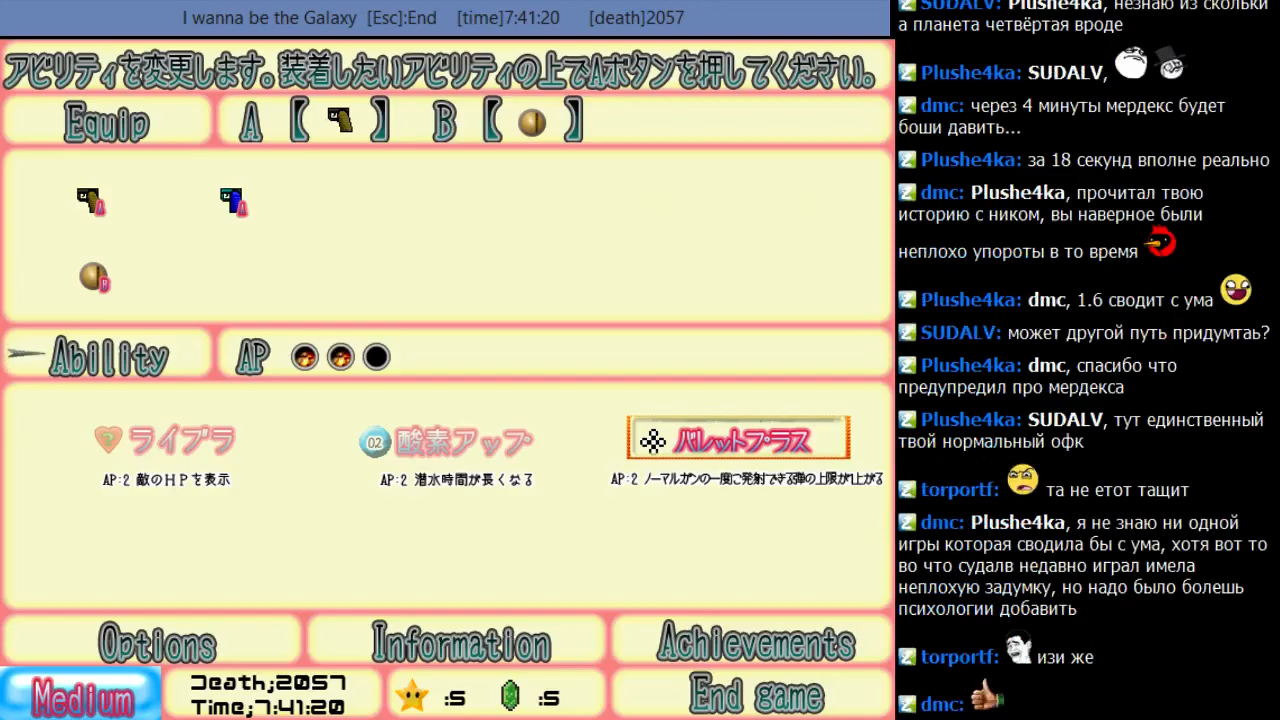 I wanna be the Galaxy [Esc]:End [time]7:41:20 [death]2057
アビリティを変更します。装着したいアビリティの上でAボタンを押してください。
Equip A 【 】 B 【 】
Ability AP
ライブラ O2 酸素アップ バレットプラス
AP:2 敵のHPを表示 AP:2 潜水時間が長くなる AP:2 ノーマルガンの一度に発射できる弾の上限が1上がる
Options Information Achievements
Medium Death;2057 :5 :5 End game
Time;7:41:20
SUDALV: Plushe4ka, незнаю из скольки
а планета четвёртая вроде
Plushe4ka: SUDALV,
dmc: через 4 минуты мердекс будет
боши давить...
Plushe4ka: за 18 секунд вполне реально
dmc: Plushe4ka, прочитал твою
историю с ником, вы наверное были
неплохо упороты в то время
Plushe4ka: dmc, 1.6 сводит с ума
SUDALV: может другой путь придумтаь?
Plushe4ka: dmc, спасибо что
предупредил про мердекса
Plushe4ka: SUDALV, тут единственный
твой нормальный офк
torportf: та не етот тащит
dmc: Plushe4ka, я не знаю ни одной
игры которая сводила бы с ума, хотя вот то
во что судалв недавно играл имела
неплохую задумку, но надо было болешь
психологии добавить
torportf: изи же
dmc: